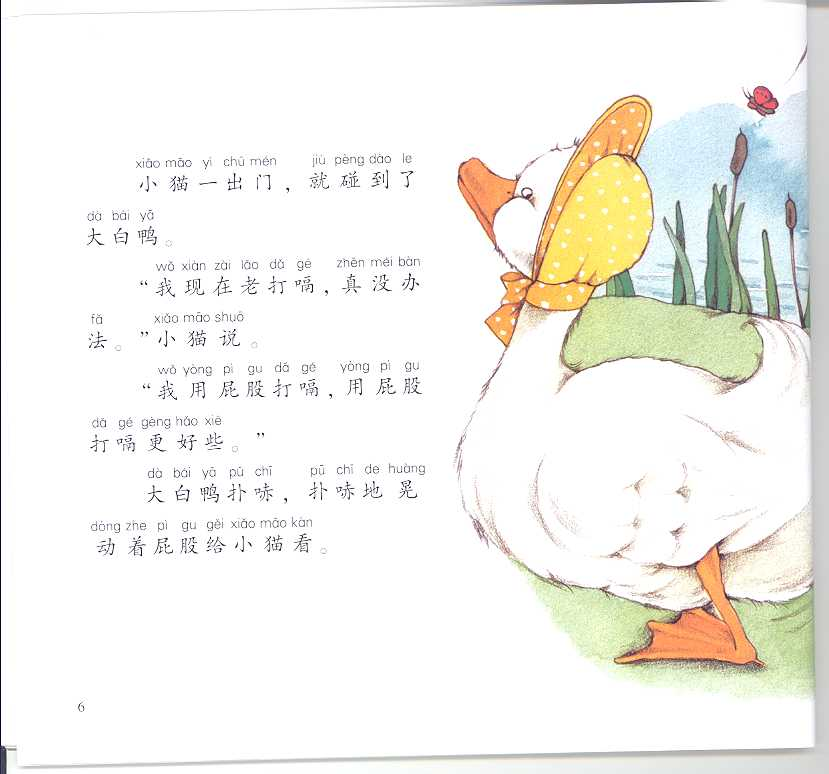 xiǎo māo yì chū mén jiù pèng dào le
小猫一出门，就碰到了
dà bái yā
大白鸭。
wǒ xiàn zài lǎo dǎ gé zhēn méi bàn
“我现在老打嗝，真没办
fǎ xiǎo māo shuō
法。”小猫说。
wǒ yòng pì gu dǎ gé yòng pì gu
“我用屁股打嗝，用屁股
dǎ gé gèng hǎo xiē
打嗝更好些。”
dà bái yā pū chī pū chī de huàng
大白鸭扑哧，扑哧地晃
dòng zhe pì gu gěi xiǎo māo kàn
动着屁股给小猫看。
6